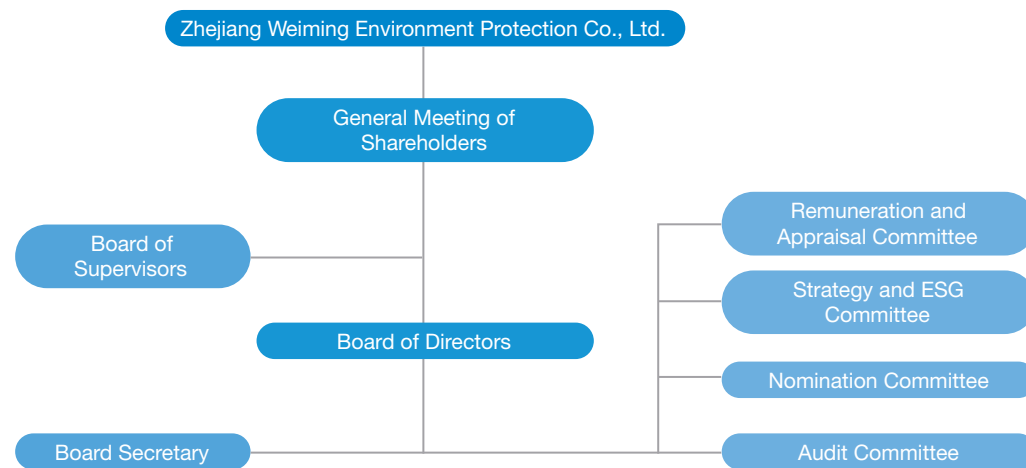 Zhejiang Weiming Environment Protection Co., Ltd.
General Meeting of
Shareholders
Remuneration and
Appraisal Committee
Board of
Supervisors
Strategy and ESG
Committee
Board of Directors
Nomination Committee
Board Secretary
Audit Committee